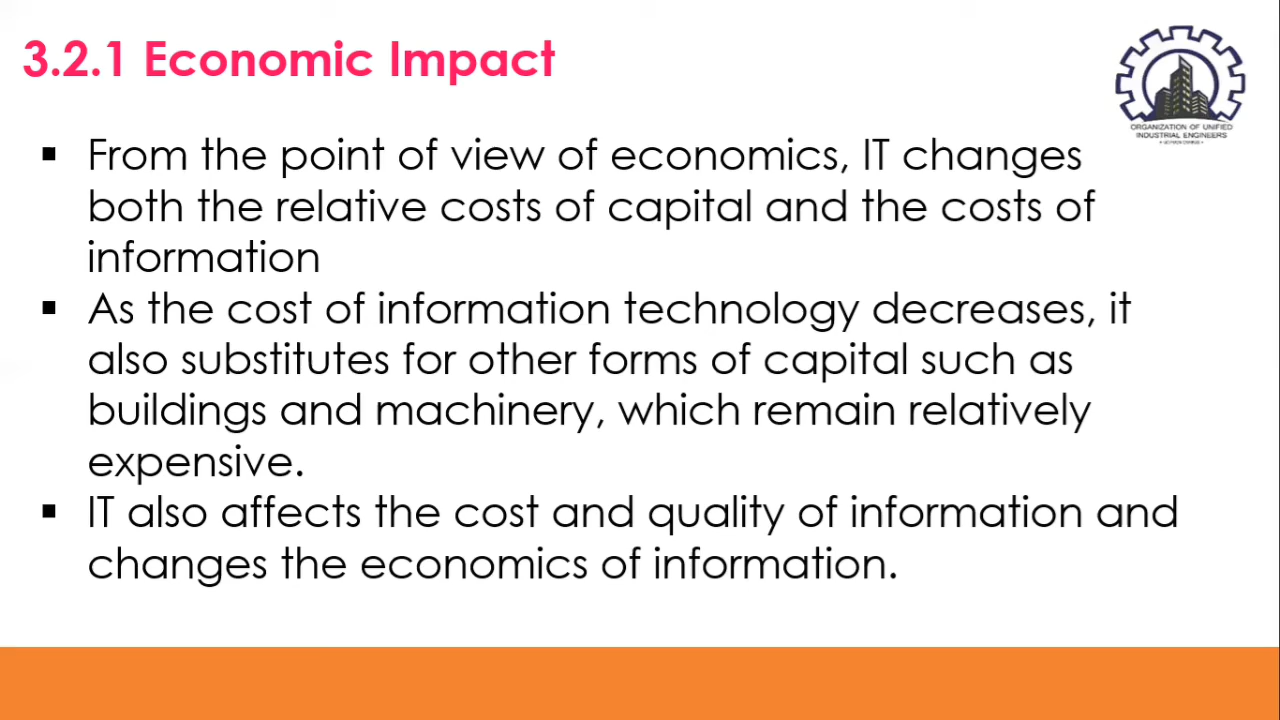 3.2.1 Economic Impact
ORGANIZATION OF UNIFIED
INDUSTRIAL ENGINEERS
▪ From the point of view of economics, IT changes
both the relative costs of capital and the costs of
information
▪ As the cost of information technology decreases, it
also substitutes for other forms of capital such as
buildings and machinery, which remain relatively
expensive.
▪ IT also affects the cost and quality of information and
changes the economics of information.